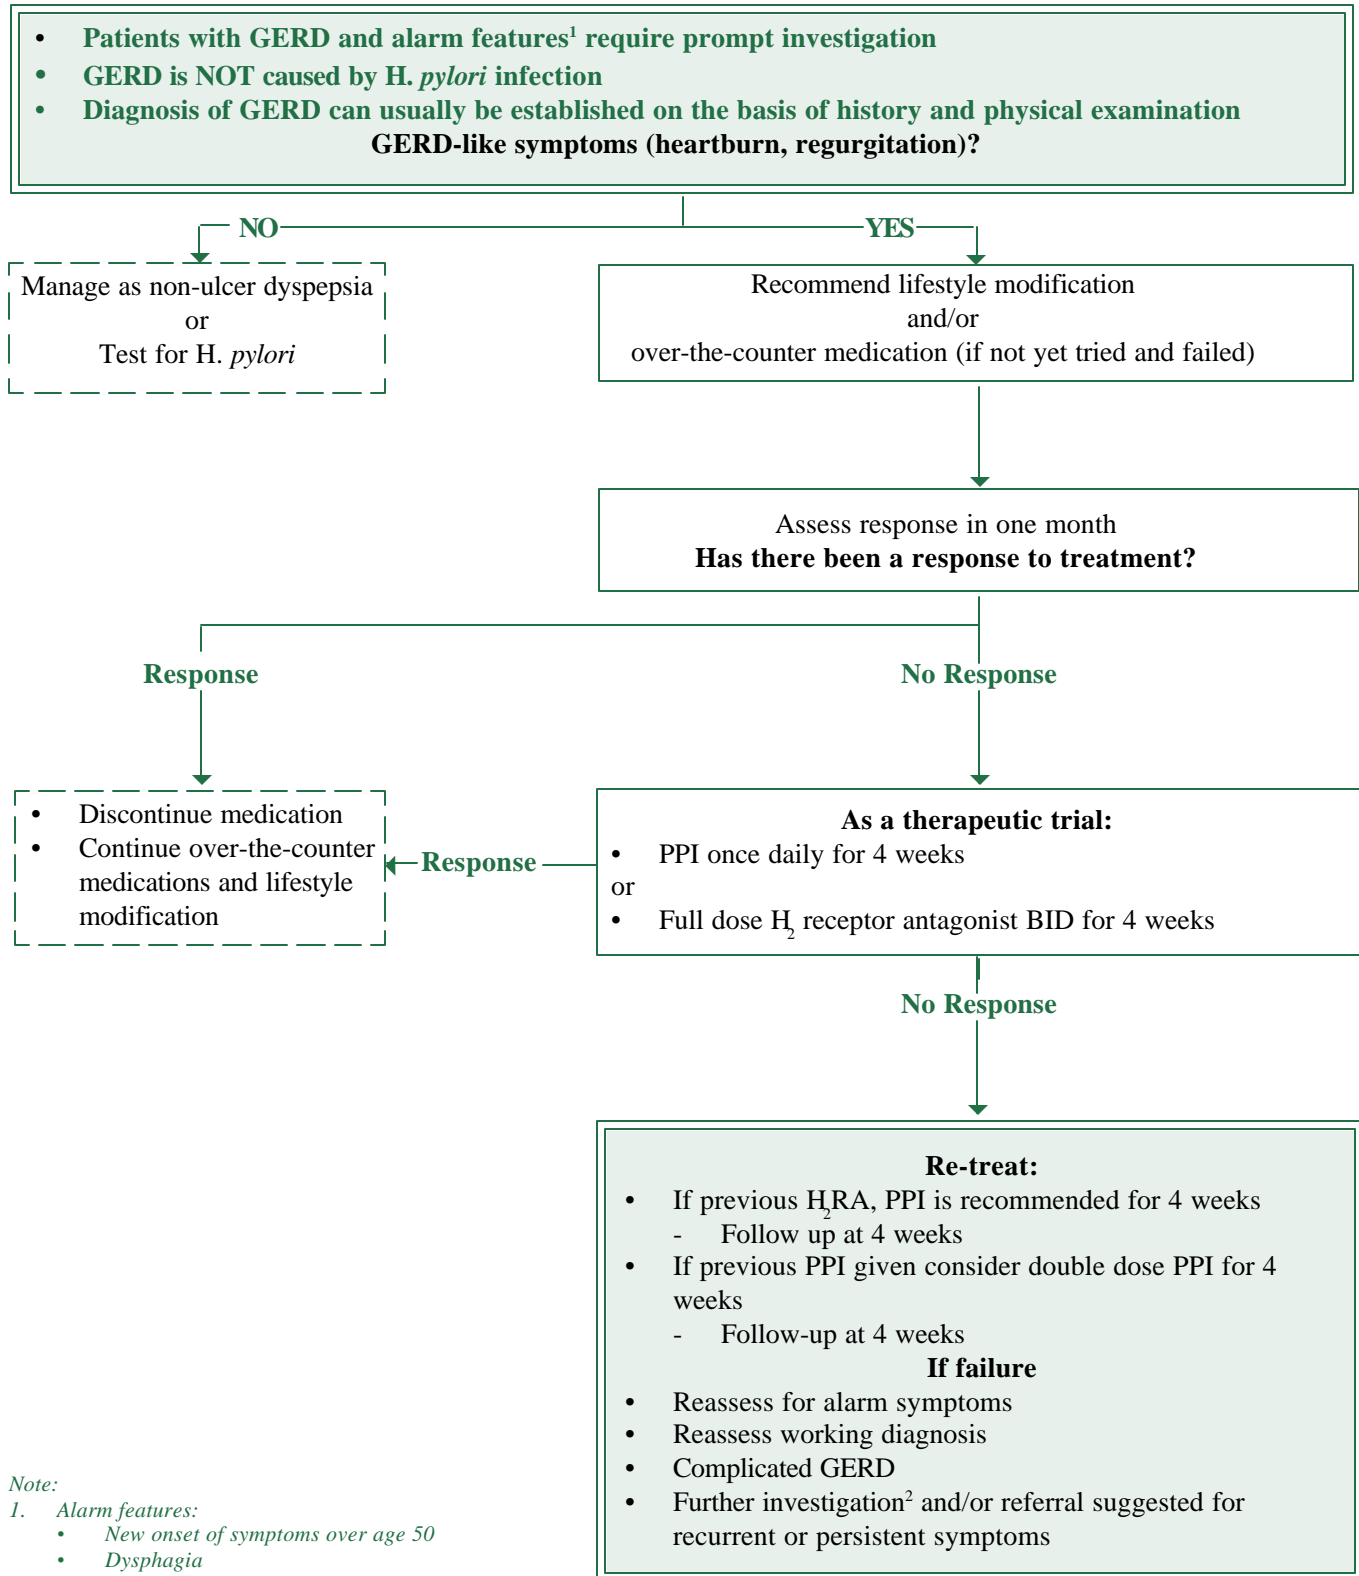 • Patients with GERD and alarm features¹ require prompt investigation
• GERD is NOT caused by H. pylori infection
• Diagnosis of GERD can usually be established on the basis of history and physical examination
GERD-like symptoms (heartburn, regurgitation)?
NO
YES
Manage as non-ulcer dyspepsia
or
Test for H. pylori
Recommend lifestyle modification
and/or
over-the-counter medication (if not yet tried and failed)
Assess response in one month
Has there been a response to treatment?
Response
No Response
• Discontinue medication
• Continue over-the-counter
medications and lifestyle
modification
Response
As a therapeutic trial:
• PPI once daily for 4 weeks
or
• Full dose H₂ receptor antagonist BID for 4 weeks
No Response
Re-treat:
• If previous H₂RA, PPI is recommended for 4 weeks
- Follow up at 4 weeks
• If previous PPI given consider double dose PPI for 4
weeks
- Follow-up at 4 weeks
If failure
• Reassess for alarm symptoms
• Reassess working diagnosis
• Complicated GERD
• Further investigation² and/or referral suggested for
recurrent or persistent symptoms
Note:
1. Alarm features:
• New onset of symptoms over age 50
• Dysphagia